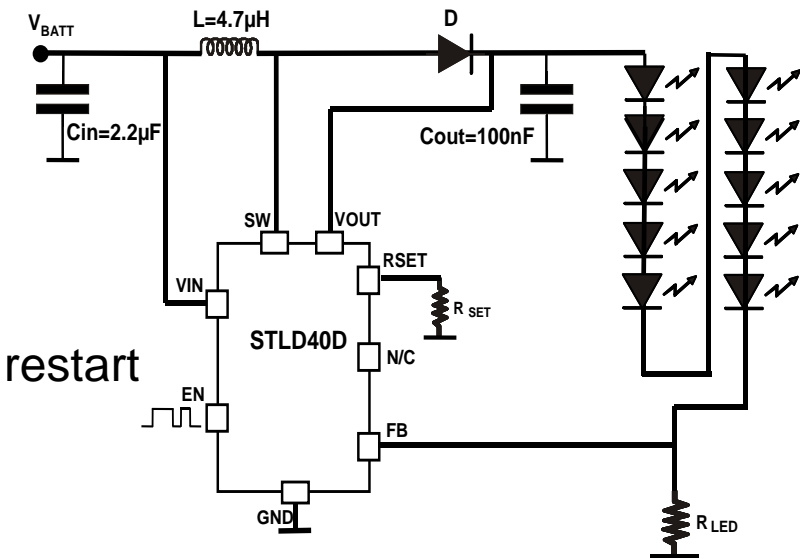 L=4.7µH
D
VBATT
Cin=2.2µF
Cout=100nF
SW
VOUT
RSET
VIN
R SET
STLD40D
restart
N/C
EN
FB
GND
R LED